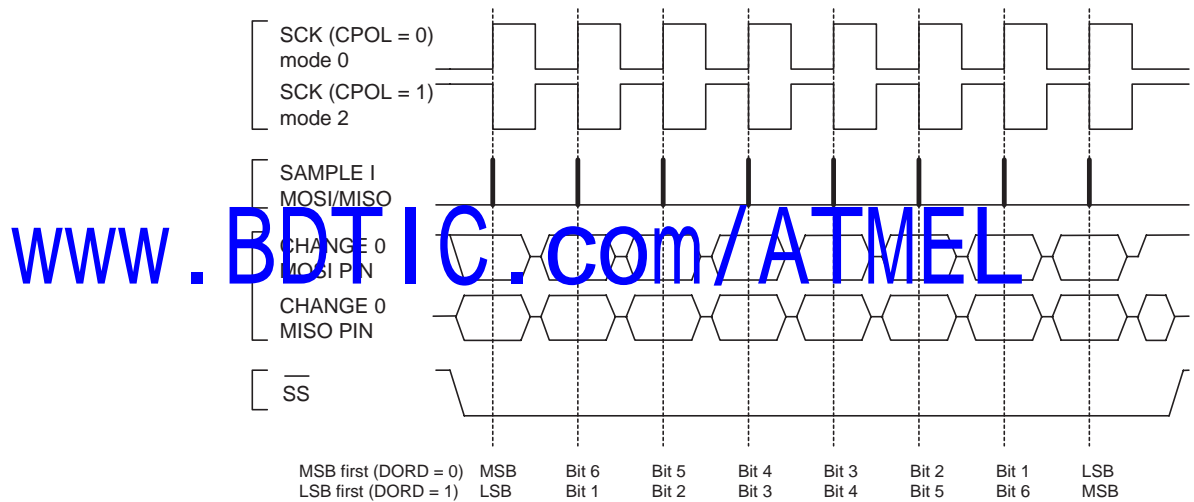 SCK (CPOL = 0)
mode 0
SCK (CPOL = 1)
mode 2
SAMPLE I
MOSI/MISO
www.BDTIC.com/ATMEL
CHANGE 0
MOSI PIN
CHANGE 0
MISO PIN
SS
MSB first (DORD = 0) MSB Bit 6 Bit 5 Bit 4 Bit 3 Bit 2 Bit 1 LSB
LSB first (DORD = 1) LSB Bit 1 Bit 2 Bit 3 Bit 4 Bit 5 Bit 6 MSB